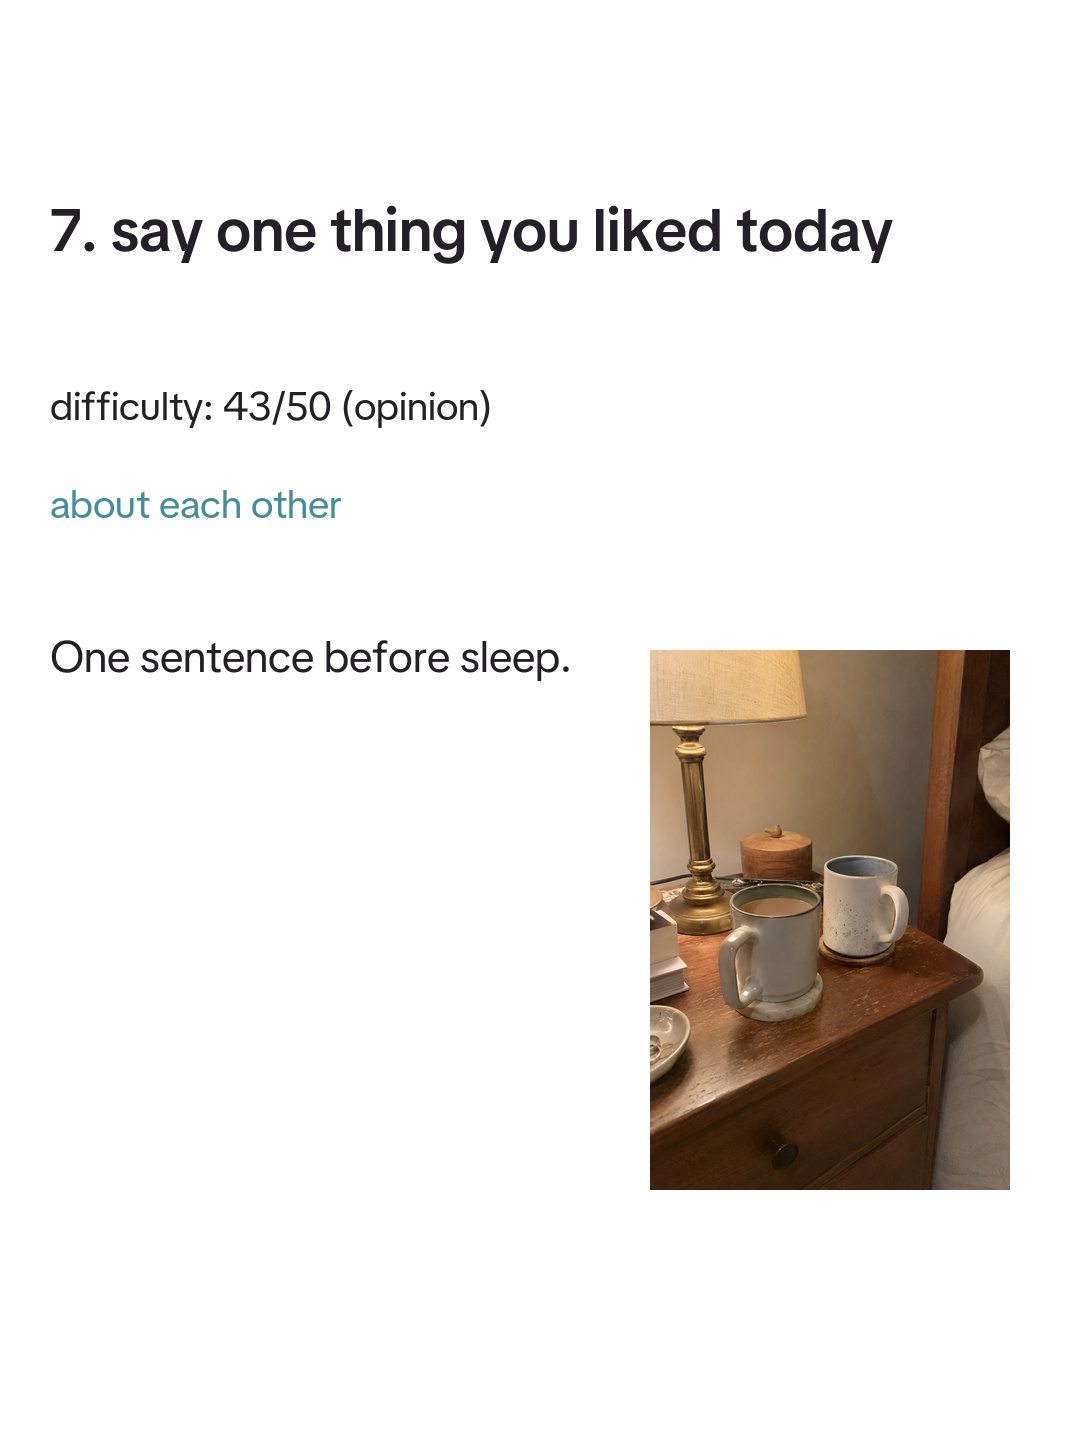 7. say one thing you liked today
difficulty: 43/50 (opinion)
about each other
One sentence before sleep.